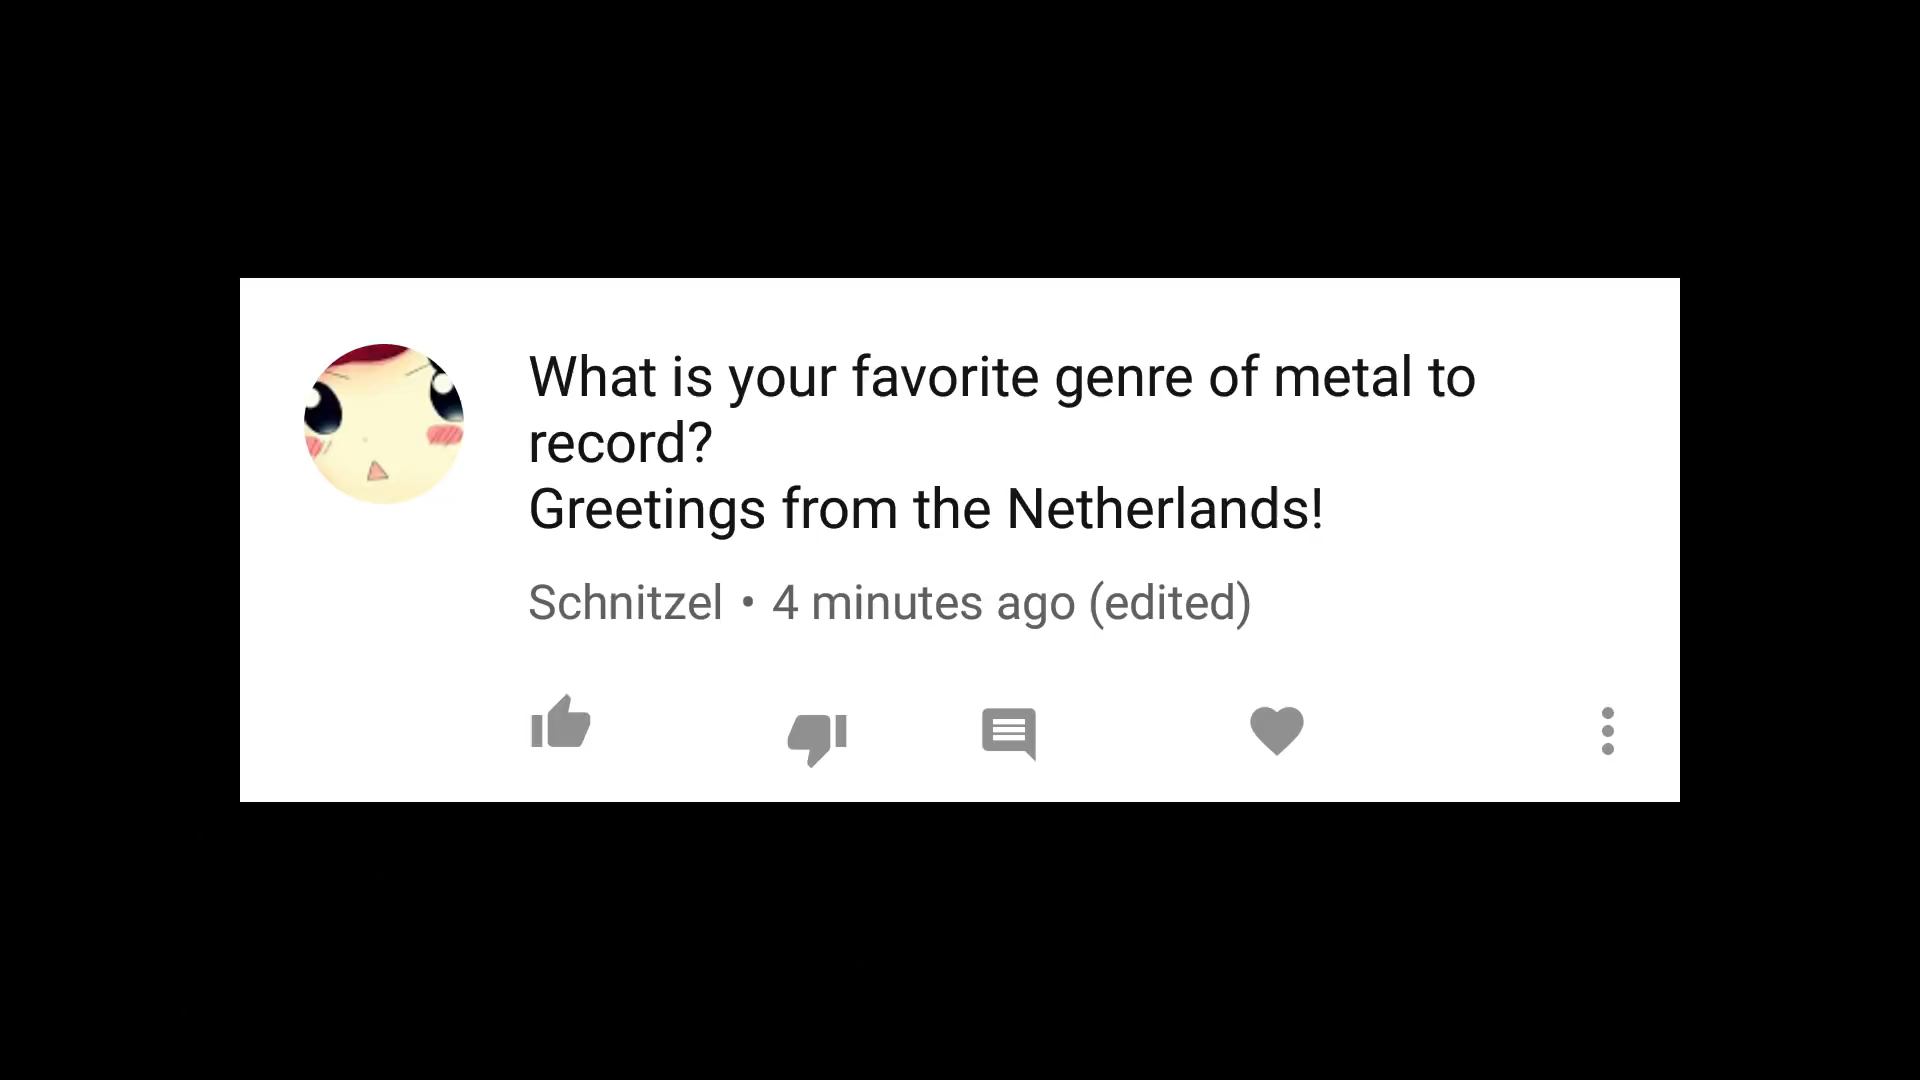 What is your favorite genre of metal to
record?
Greetings from the Netherlands!
Schnitzel • 4 minutes ago (edited)